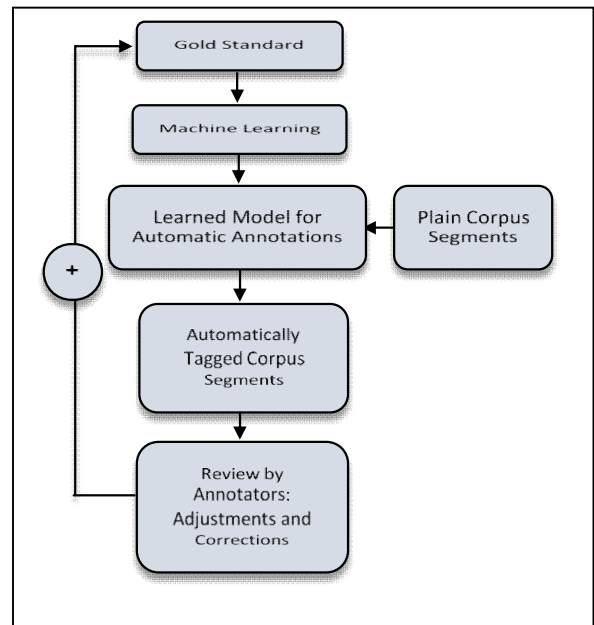 Gold Standard
Machine Learning
Learned Model for
Automatic Annotations
Plain Corpus
Segments
+
Automatically
Tagged Corpus
Segments
Review by
Annotators:
Adjustments and
Corrections